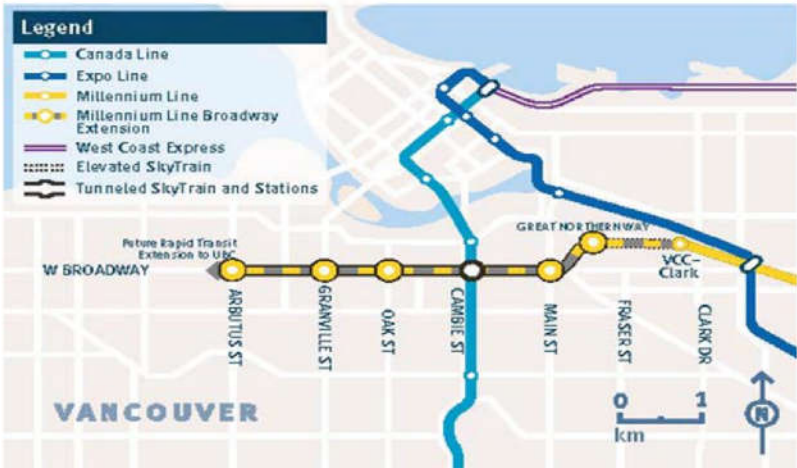 Legend
Canada Line
Expo Line
Millennium Line
Millennium Line Broadway
Extension
West Coast Express
Elevated SkyTrain
Tunneled SkyTrain and Stations
GREAT NORTHERN WAY
Future Rapid Transit
Extension to UBC
W BROADWAY
VCC–
Clark
ARBUTUS ST
GRANVILLE ST
OAK ST
CAMBIE ST
MAIN ST
FRASER ST
CLARK DR
VANCOUVER
0 1
km
N